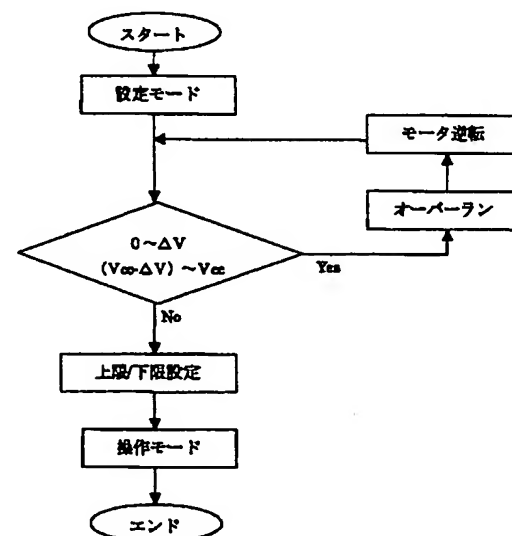 スタート
設定モード
モータ逆転
オーバーラン
0～△V
(Vcc-△V) ～Vcc
Yes
No
上限/下限設定
操作モード
エンド